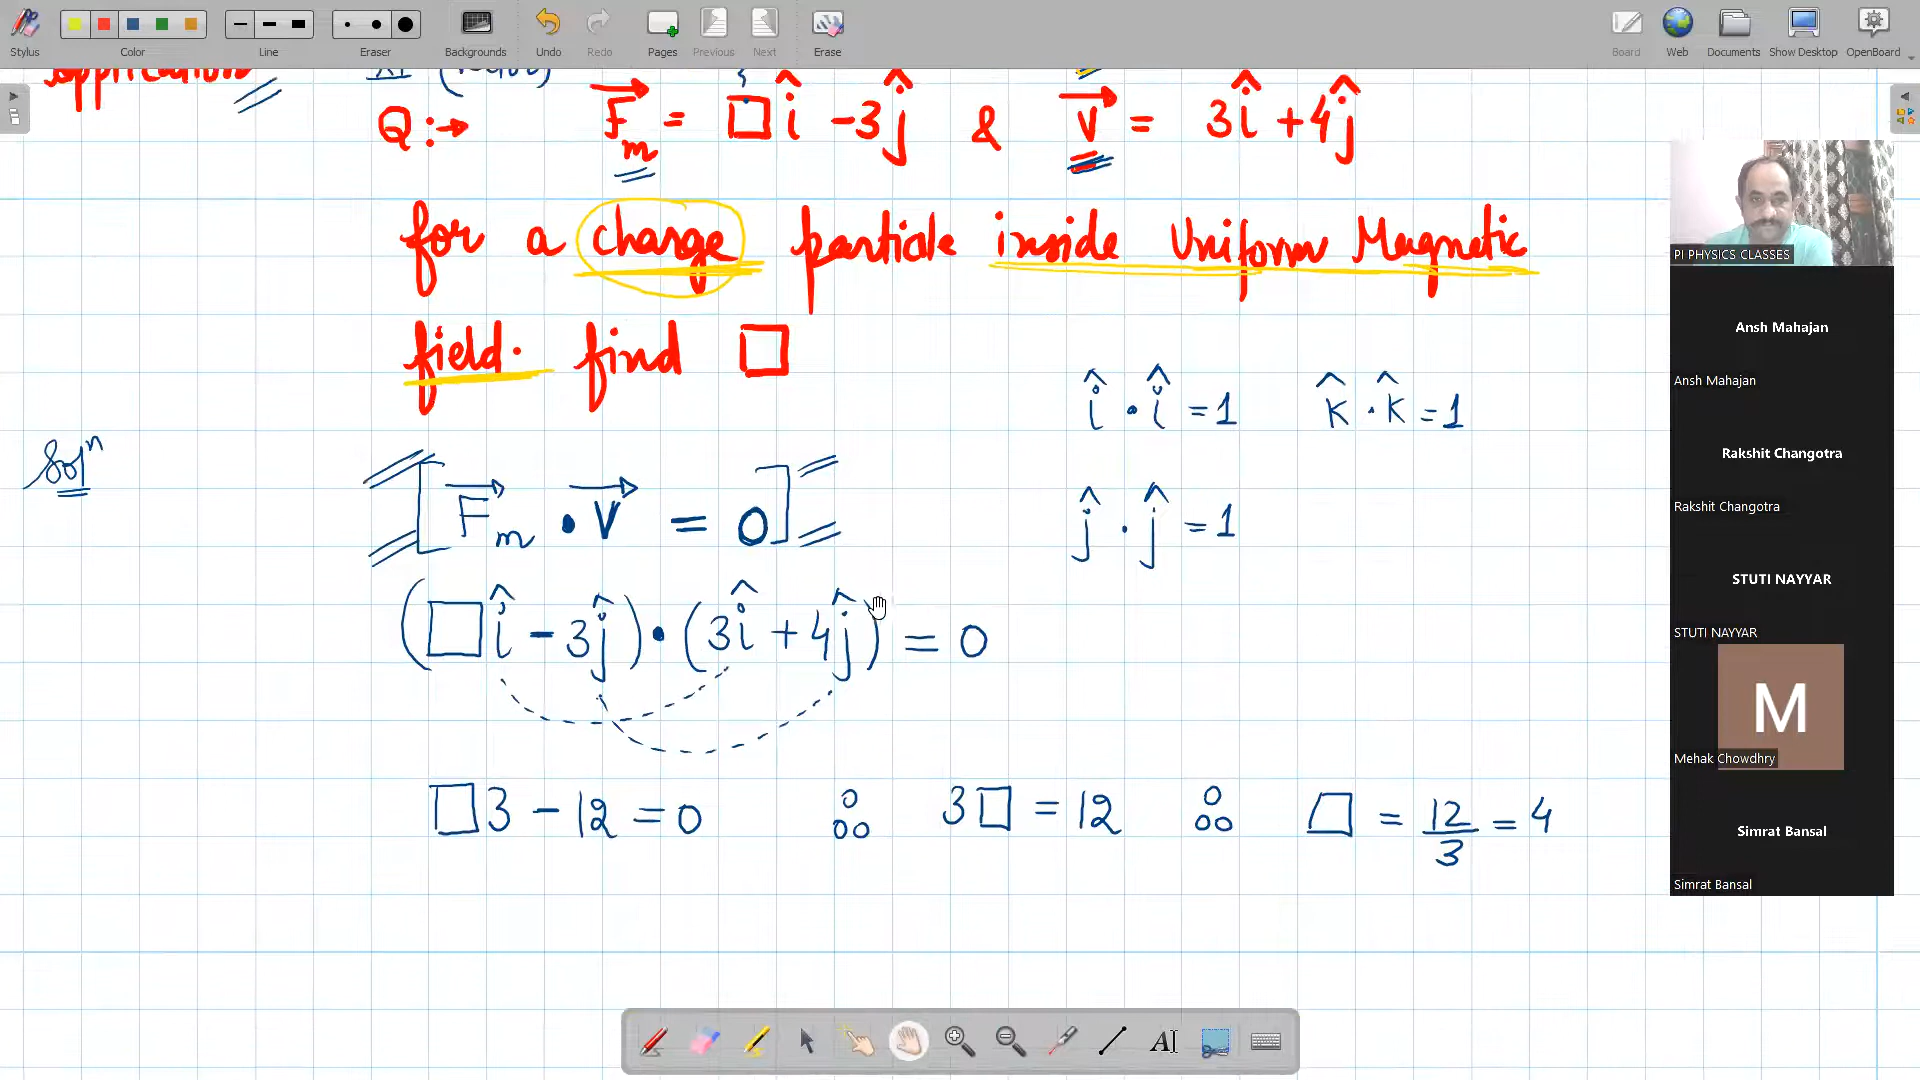 Stylus Color Line Eraser Backgrounds Undo Redo Pages Previous Next Erase Board Web Documents Show Desktop OpenBoard
application XI
Q:→ F⃗m = □î −3ĵ & V⃗ = 3î +4ĵ
for a charge particle inside Uniform Magnetic
field. find □
î · î = 1 k̂ · k̂ = 1
Solⁿ
[F⃗m · V⃗ = 0]
ĵ · ĵ = 1
(□î − 3ĵ) · (3î + 4ĵ) = 0
□3 − 12 = 0 ∴ 3□ = 12 ∴ □ = 12/3 = 4
PI PHYSICS CLASSES
Ansh Mahajan
Ansh Mahajan
Rakshit Changotra
Rakshit Changotra
STUTI NAYYAR
STUTI NAYYAR
M
Mehak Chowdhry
Simrat Bansal
Simrat Bansal